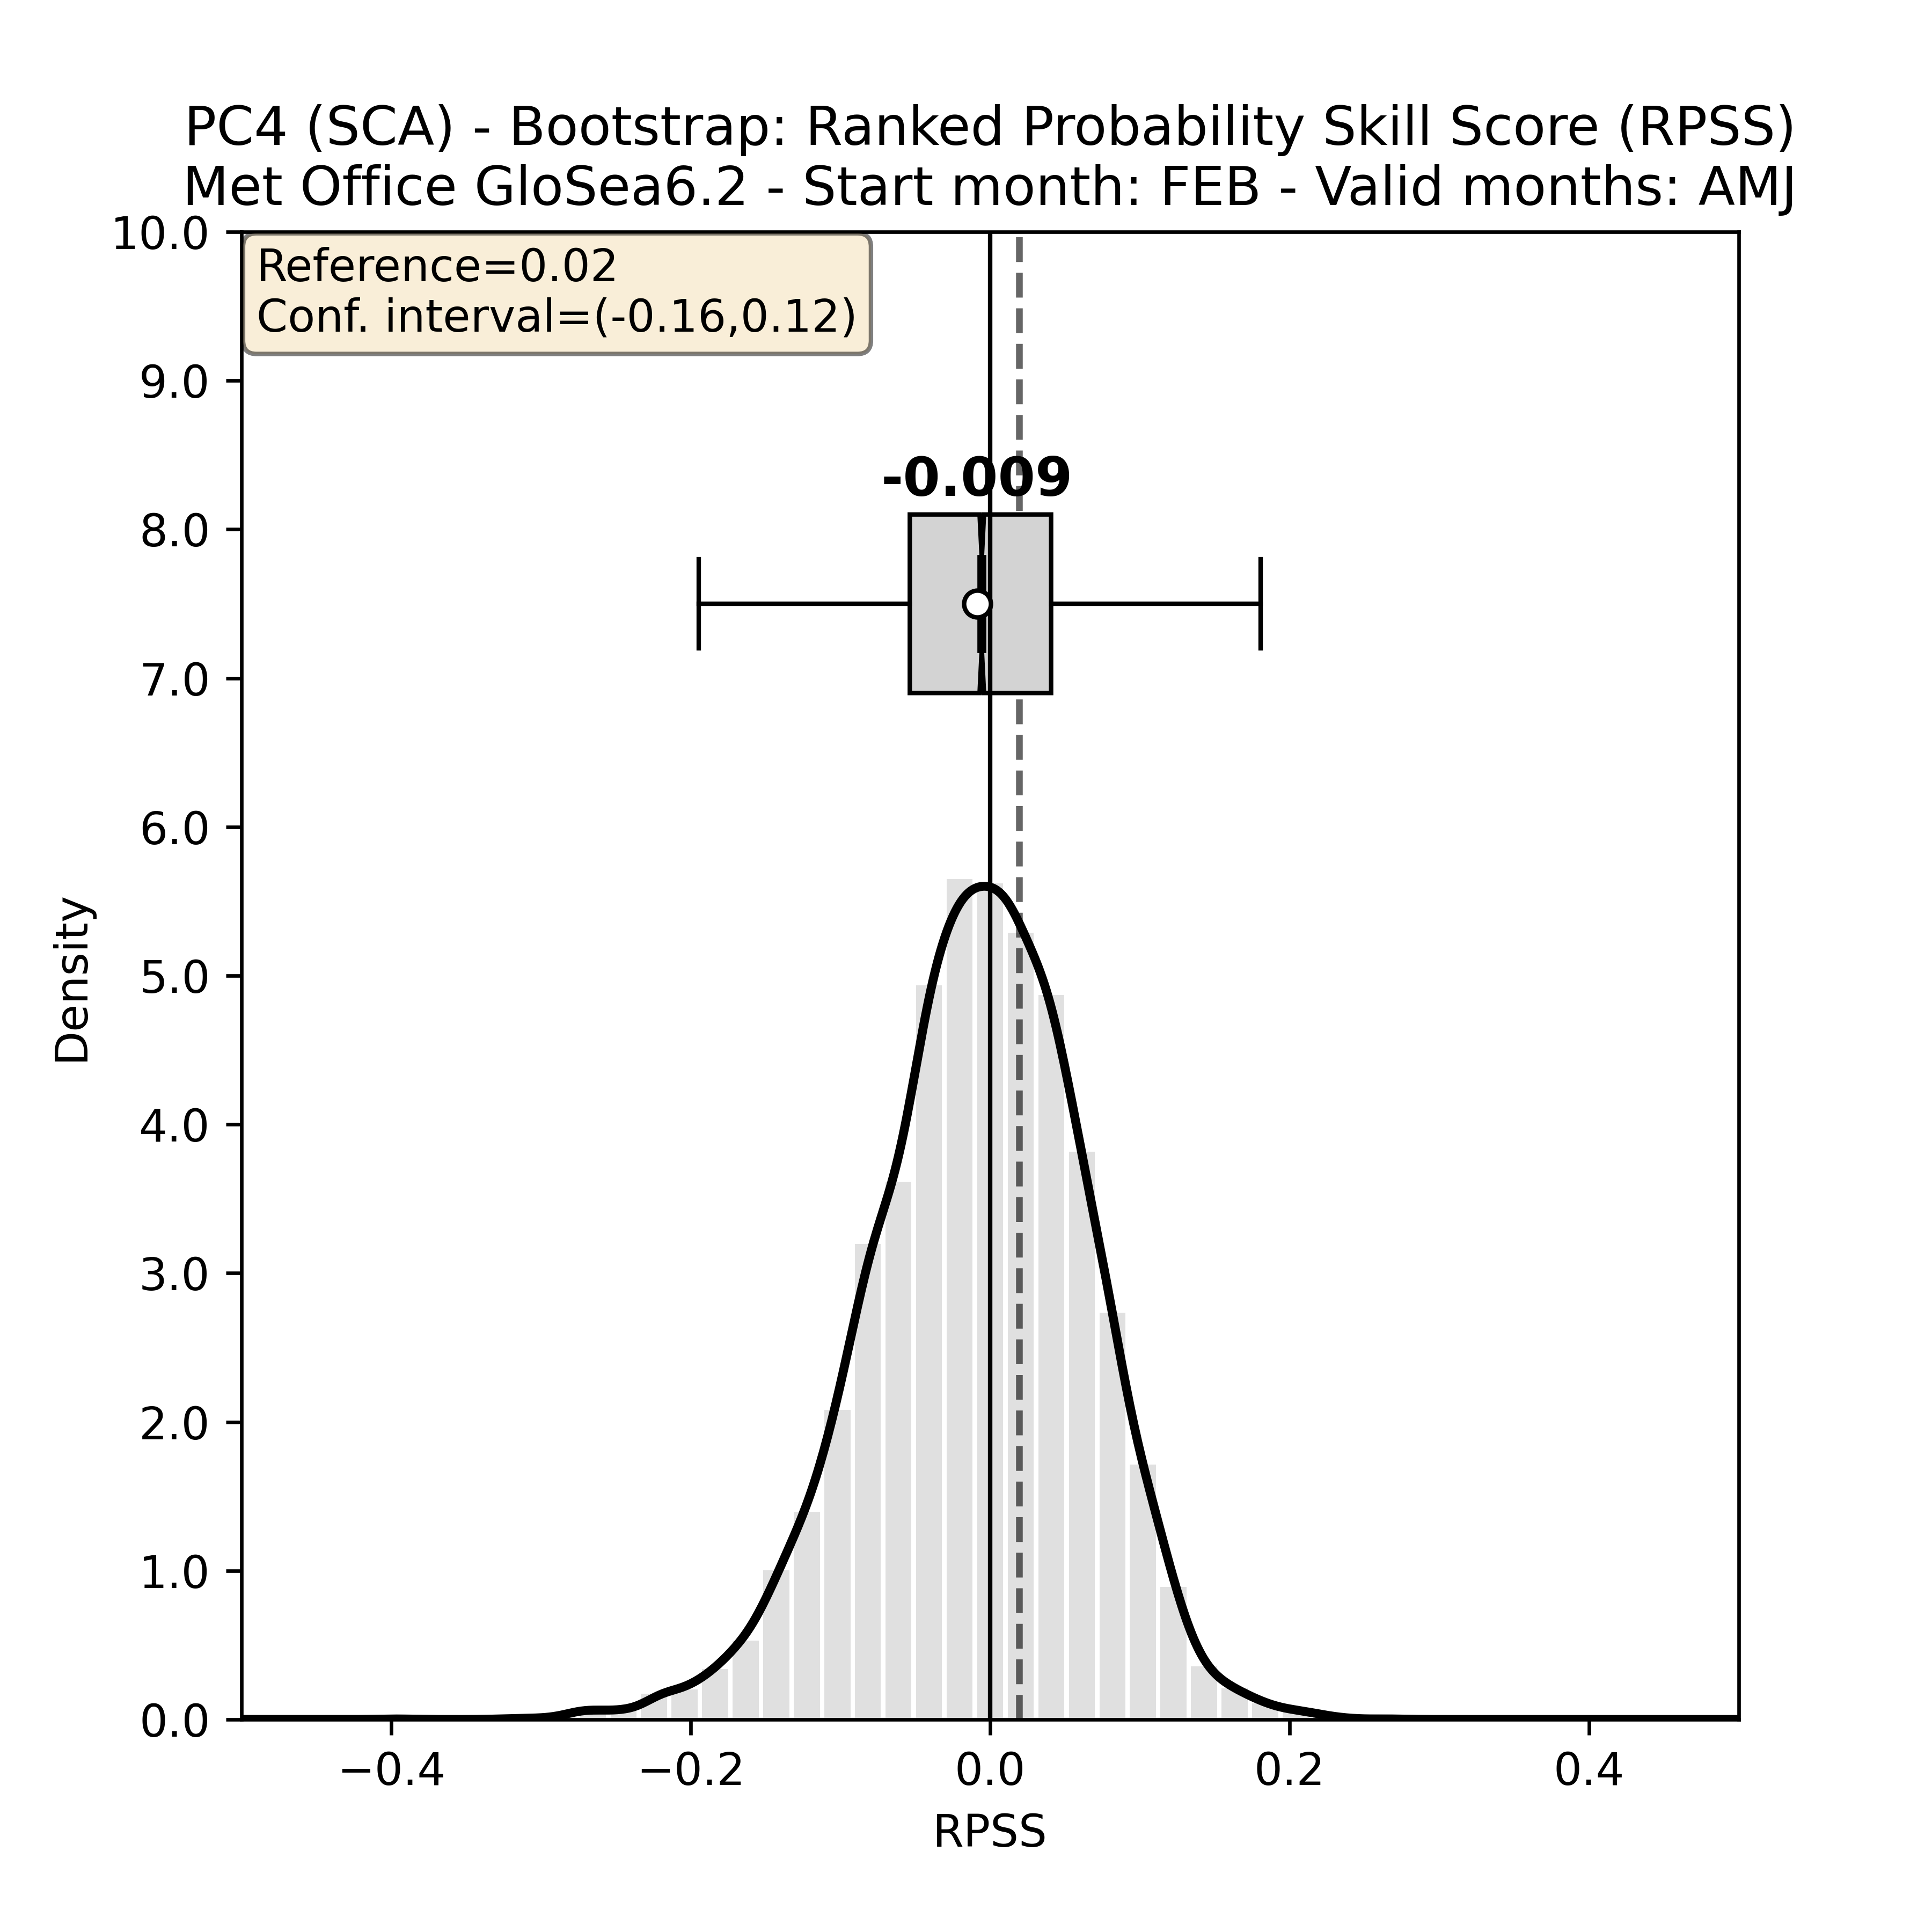 PC4 (SCA) - Bootstrap: Ranked Probability Skill Score (RPSS)
Met Office GloSea6.2 - Start month: FEB - Valid months: AMJ
Reference=0.02
Conf. interval=(-0.16,0.12)
-0.009
10.0
9.0
8.0
7.0
6.0
5.0
4.0
3.0
2.0
1.0
0.0
Density
−0.4
−0.2
0.0
0.2
0.4
RPSS